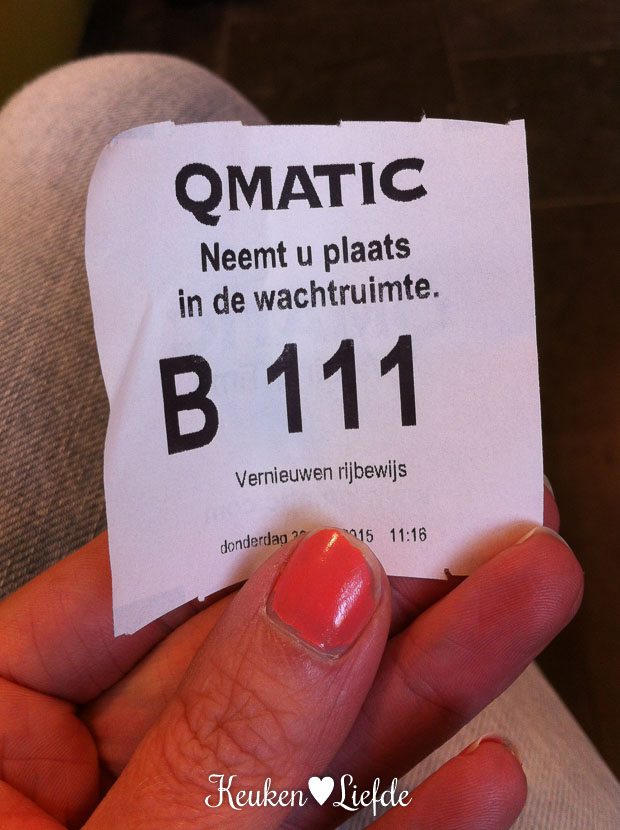 QMATIC
Neemt u plaats
in de wachtruimte.
B 111
Vernieuwen rijbewijs
donderdag 2015 11:16
Keuken Liefde